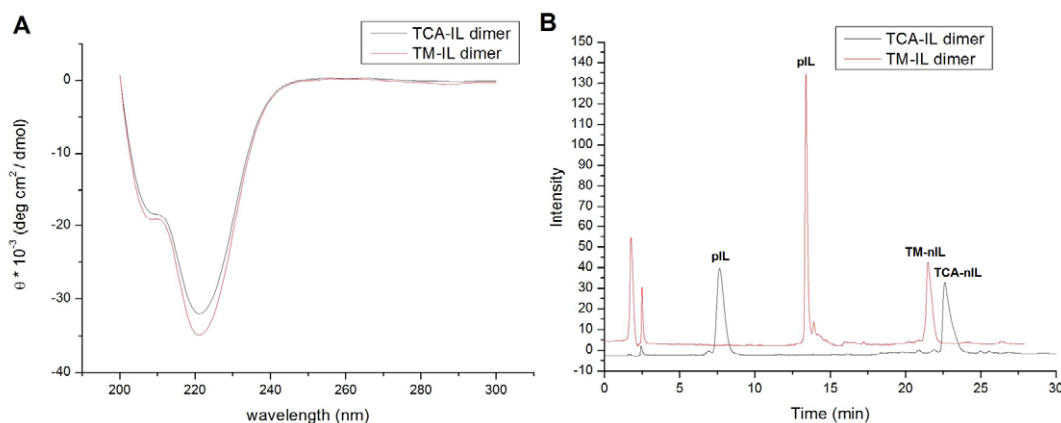 A
TCA-IL dimer
TM-IL dimer
0
-10
-20
-30
-40
θ * 10⁻³ (deg cm² / dmol)
200
220
240
260
280
300
wavelength (nm)
B
TCA-IL dimer
TM-IL dimer
150
140
130
120
110
100
90
80
70
60
50
40
30
20
10
0
-10
Intensity
pIL
pIL
TM-nIL
TCA-nIL
0
5
10
15
20
25
30
Time (min)